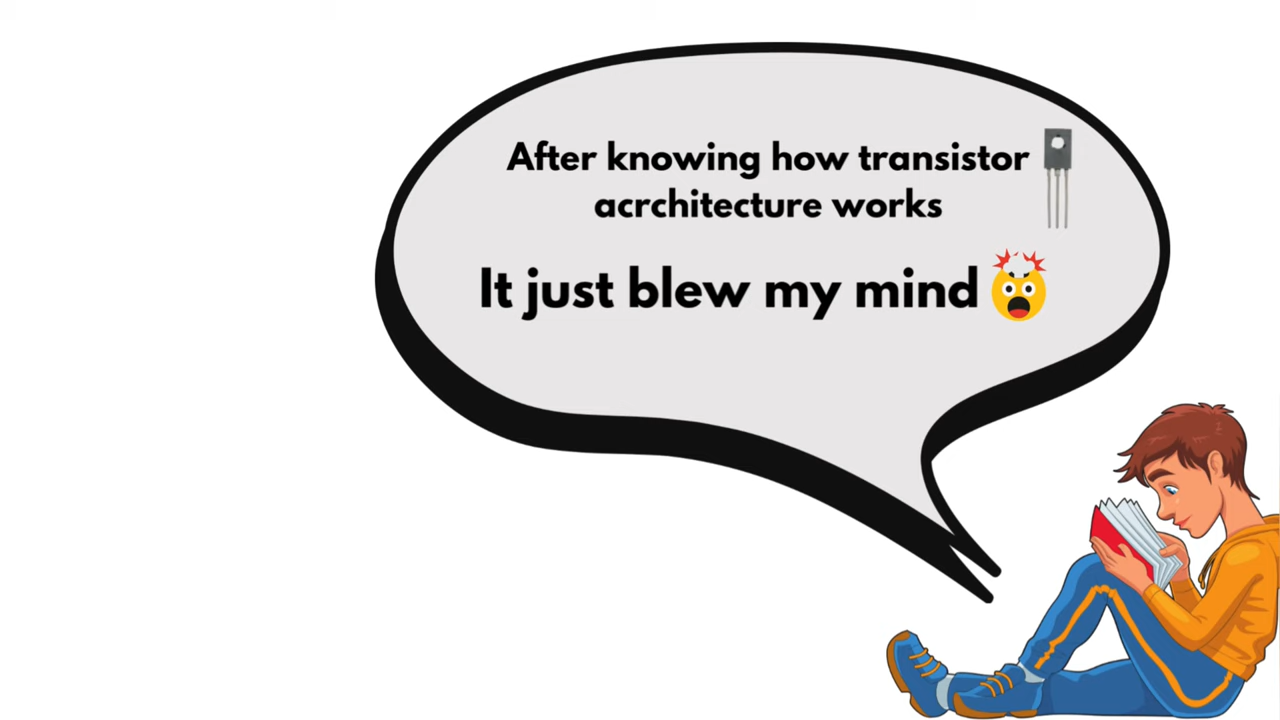 After knowing how transistor
acrchitecture works
It just blew my mind